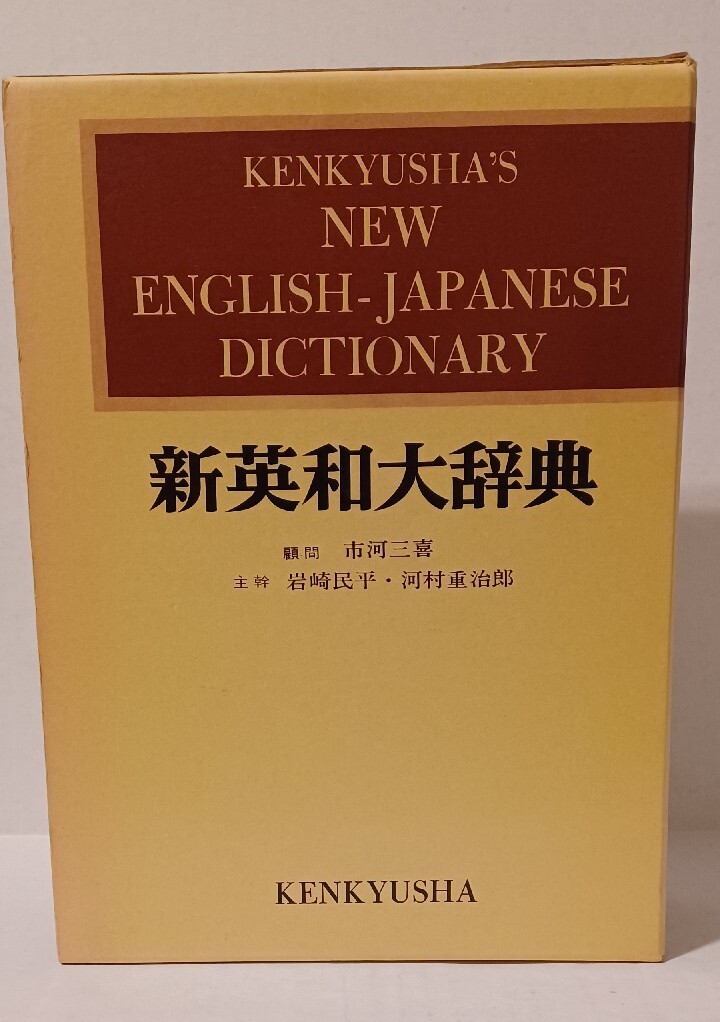 KENKYUSHA'S
NEW
ENGLISH-JAPANESE
DICTIONARY
新英和大辞典
顧問 市河三喜
主幹 岩崎民平・河村重治郎
KENKYUSHA